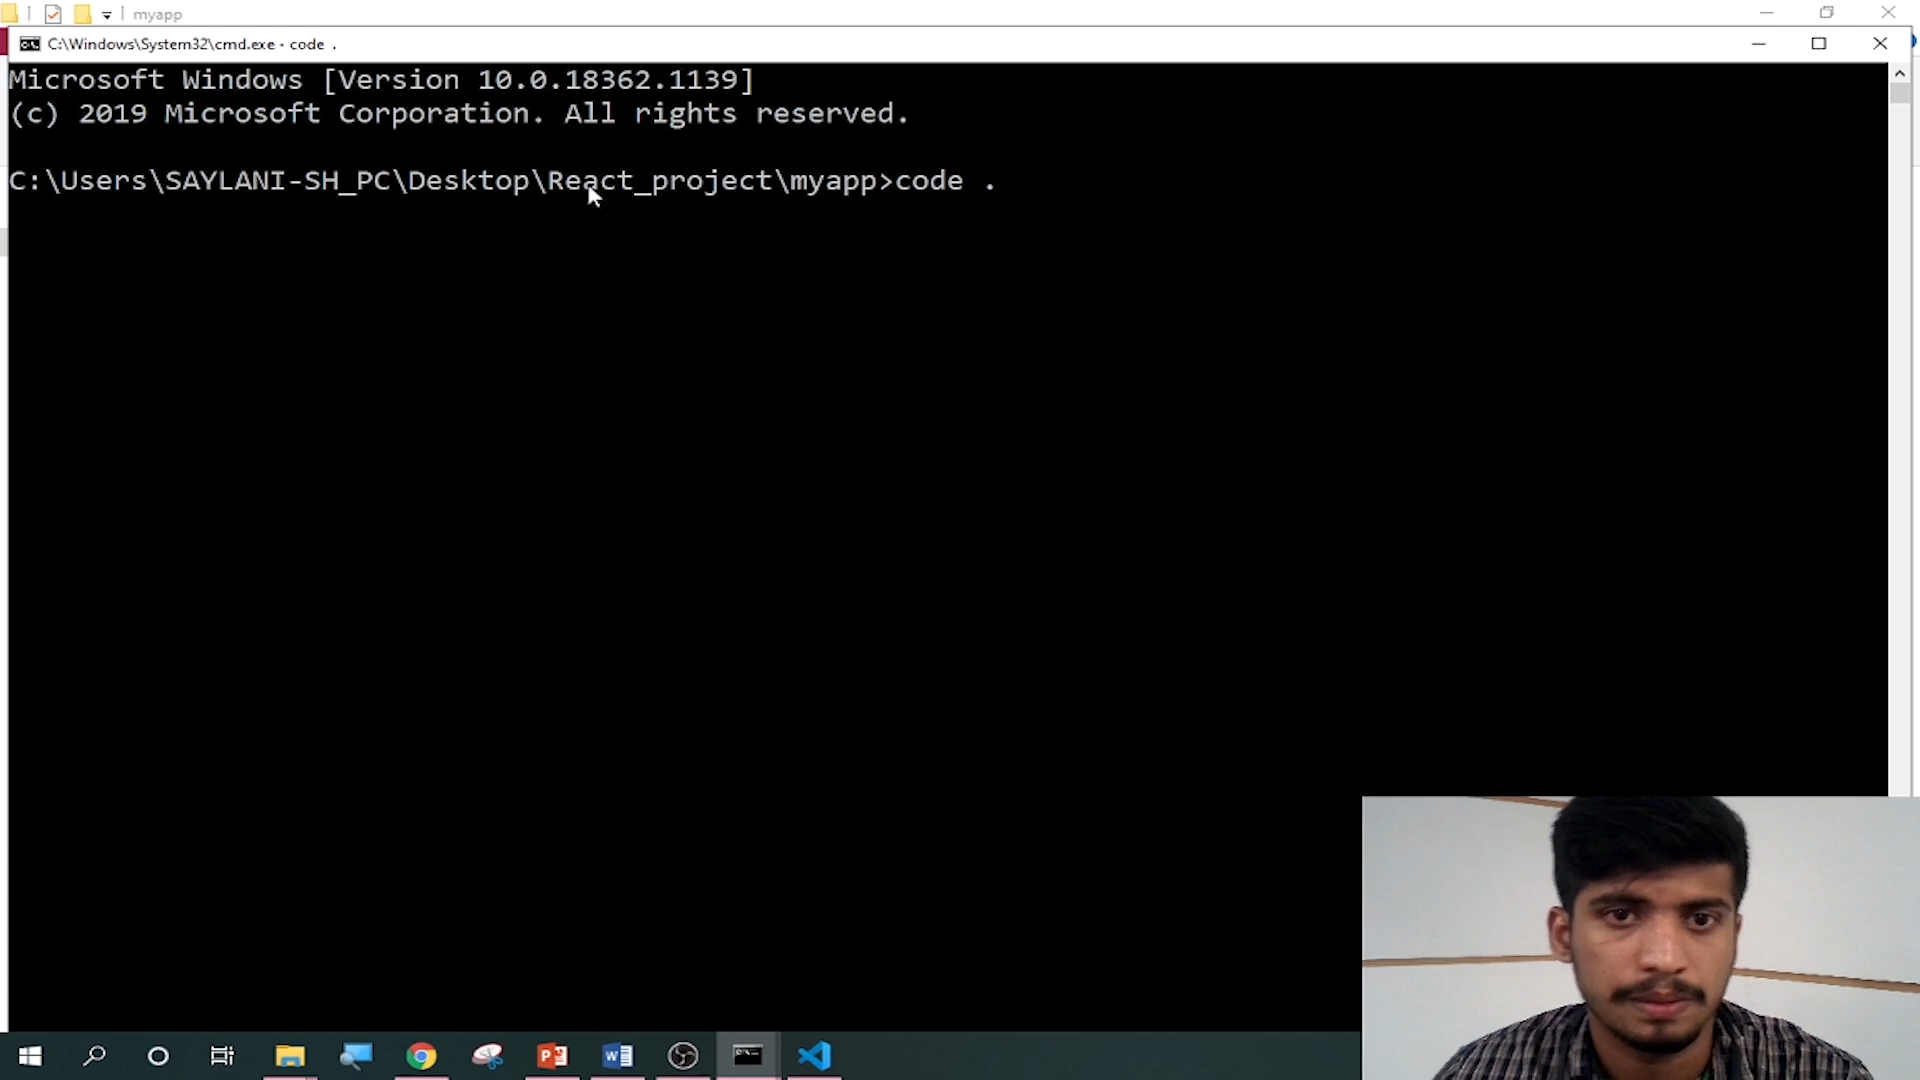 myapp
C:\Windows\System32\cmd.exe - code .
Microsoft Windows [Version 10.0.18362.1139]
(c) 2019 Microsoft Corporation. All rights reserved.
C:\Users\SAYLANI-SH_PC\Desktop\React_project\myapp>code .